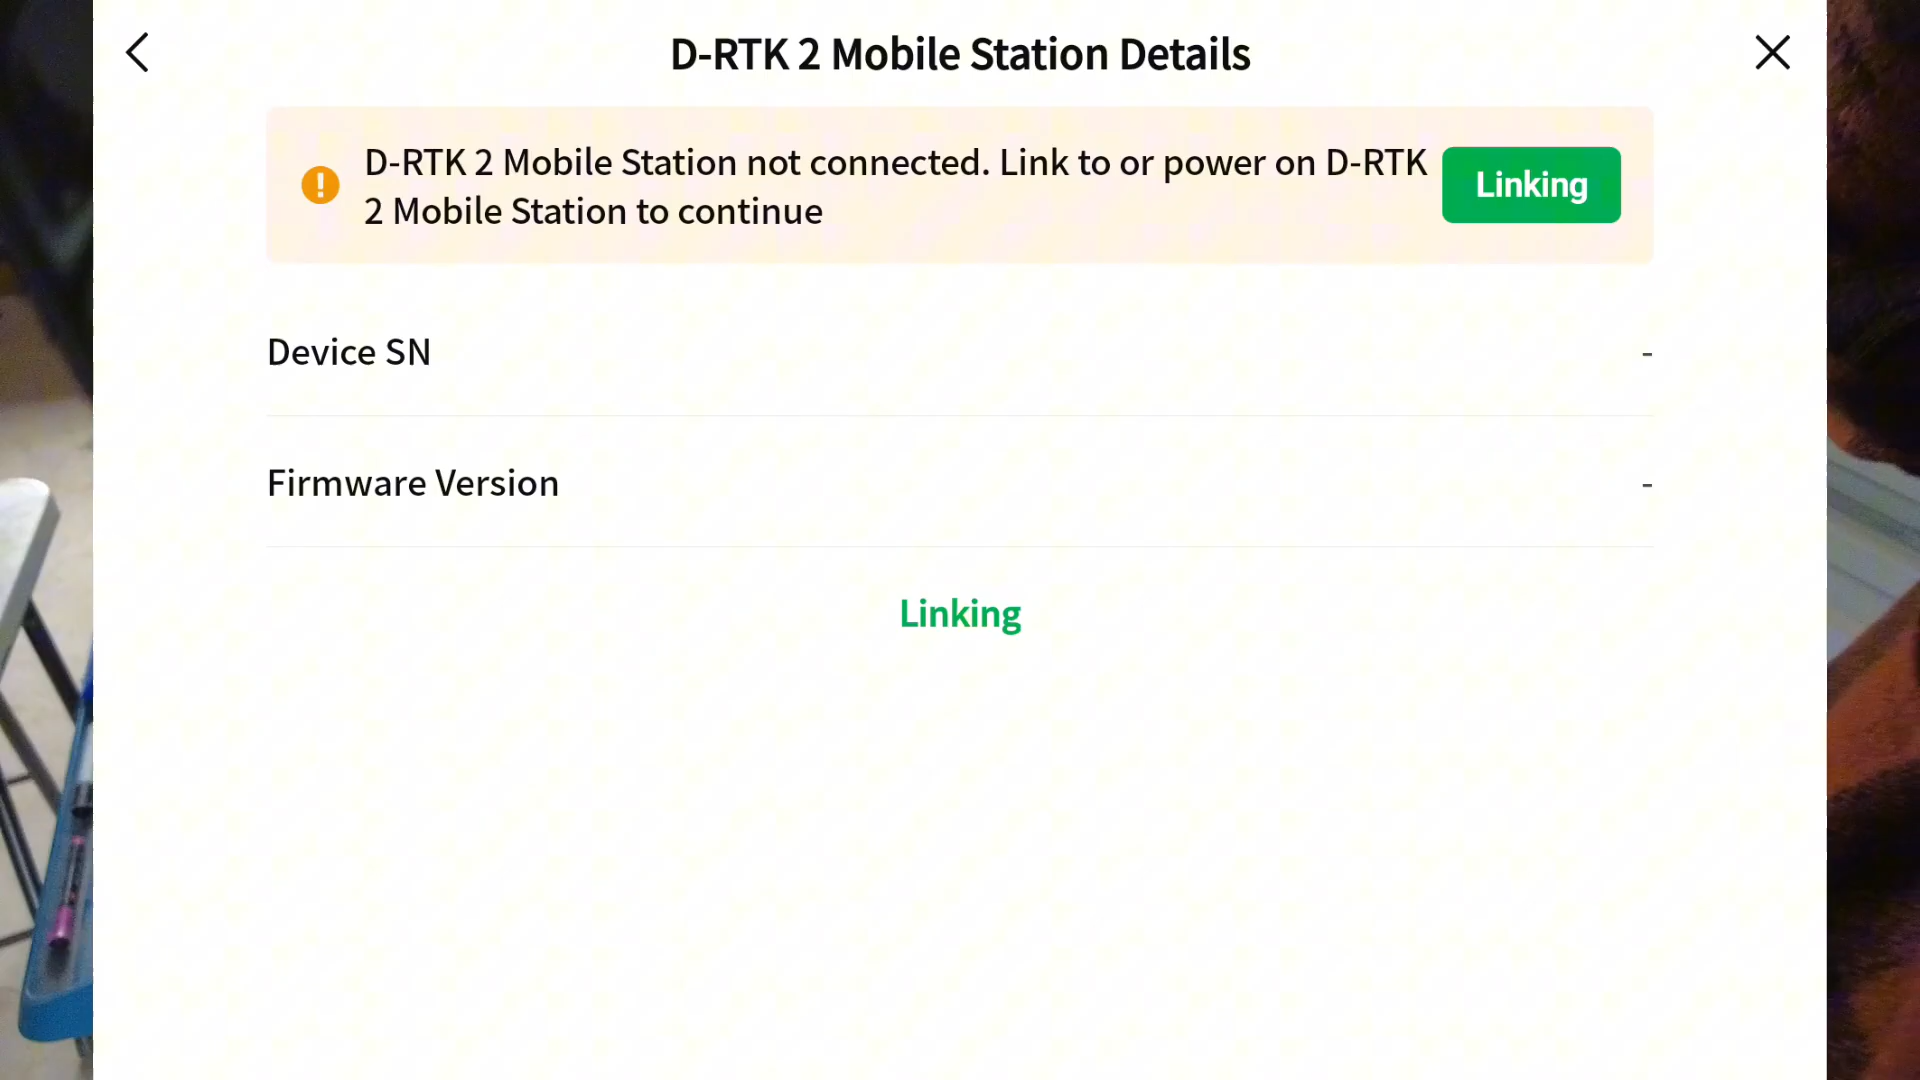 D-RTK 2 Mobile Station Details
D-RTK 2 Mobile Station not connected. Link to or power on D-RTK
2 Mobile Station to continue
Linking
Device SN
-
Firmware Version
-
Linking